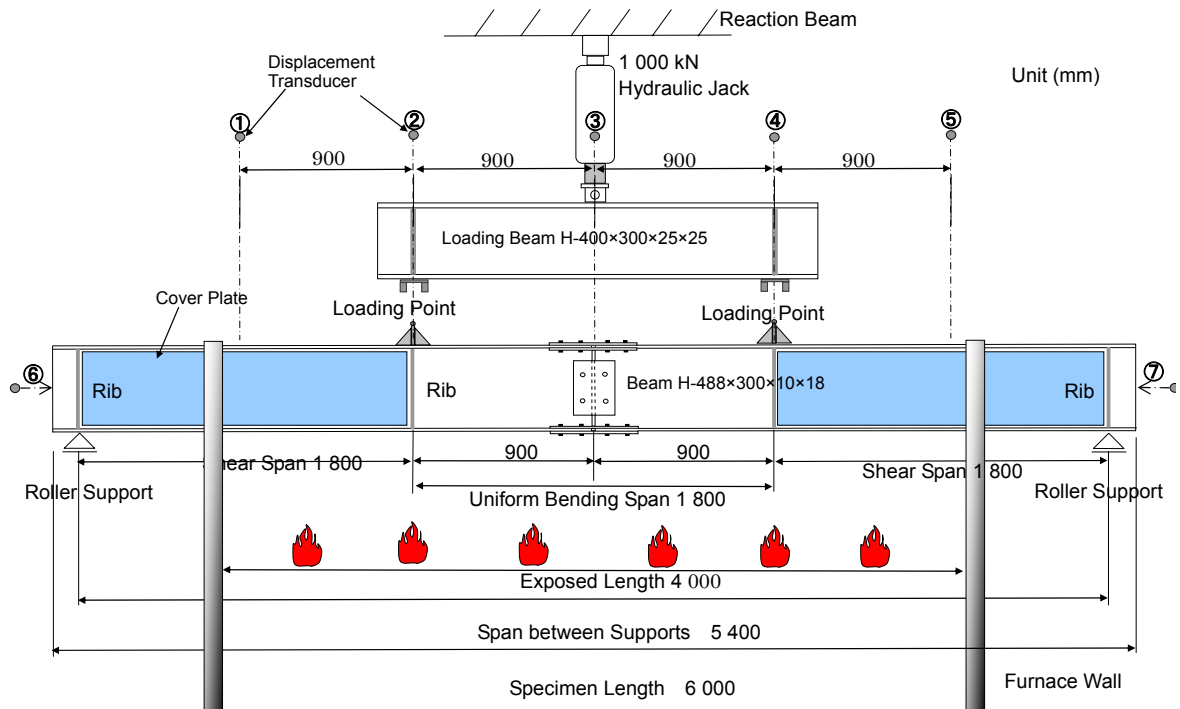 Reaction Beam
1 000 kN
Hydraulic Jack
Displacement
Transducer
Unit (mm)
① ② ③ ④ ⑤
900 900 900 900
Loading Beam H-400×300×25×25
Cover Plate
Loading Point
Loading Point
⑥
Rib
Rib
Beam H-488×300×10×18
Rib
⑦
Shear Span 1 800
900
900
Shear Span 1 800
Roller Support
Uniform Bending Span 1 800
Roller Support
Exposed Length 4 000
Span between Supports 5 400
Specimen Length 6 000
Furnace Wall